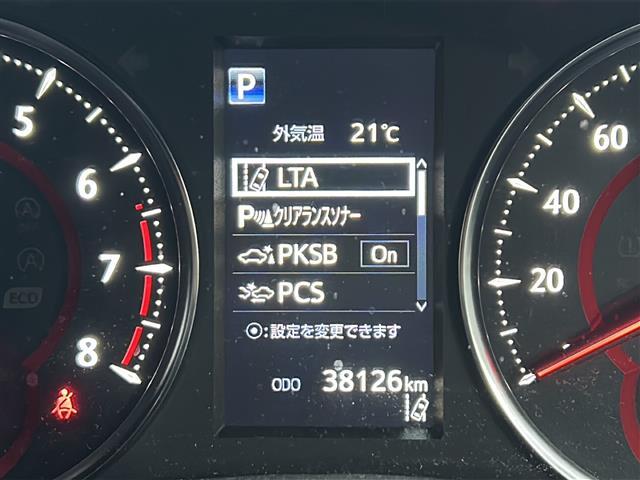 P
外気温 21℃
LTA
Pクリアランスソナー
PKSB On
PCS
:設定を変更できます
ODO 38126km
5
6
7
8
A
A
ECO
60
40
20